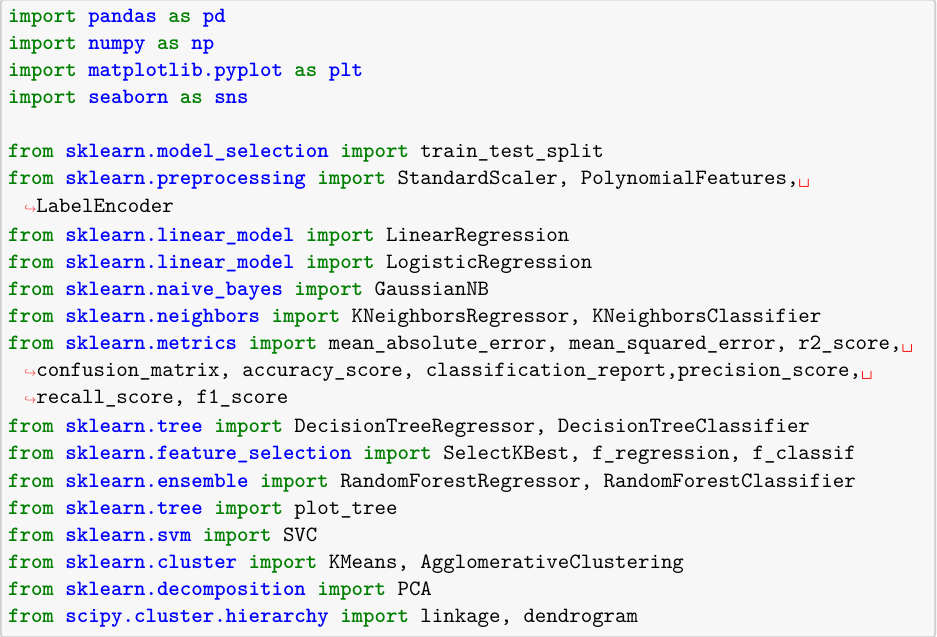 import pandas as pd
import numpy as np
import matplotlib.pyplot as plt
import seaborn as sns
from sklearn.model_selection import train_test_split
from sklearn.preprocessing import StandardScaler, PolynomialFeatures,␣
↪LabelEncoder
from sklearn.linear_model import LinearRegression
from sklearn.linear_model import LogisticRegression
from sklearn.naive_bayes import GaussianNB
from sklearn.neighbors import KNeighborsRegressor, KNeighborsClassifier
from sklearn.metrics import mean_absolute_error, mean_squared_error, r2_score,␣
↪confusion_matrix, accuracy_score, classification_report,precision_score,␣
↪recall_score, f1_score
from sklearn.tree import DecisionTreeRegressor, DecisionTreeClassifier
from sklearn.feature_selection import SelectKBest, f_regression, f_classif
from sklearn.ensemble import RandomForestRegressor, RandomForestClassifier
from sklearn.tree import plot_tree
from sklearn.svm import SVC
from sklearn.cluster import KMeans, AgglomerativeClustering
from sklearn.decomposition import PCA
from scipy.cluster.hierarchy import linkage, dendrogram